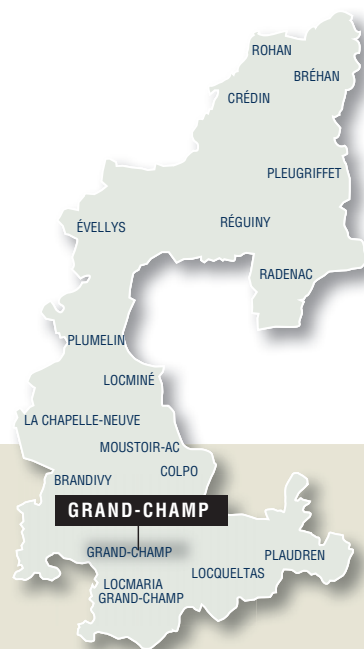 ROHAN
BRÉHAN
CRÉDIN
PLEUGRIFFET
RÉGUINY
ÉVELLYS
RADENAC
PLUMELIN
LOCMINÉ
LA CHAPELLE-NEUVE
MOUSTOIR-AC
COLPO
BRANDIVY
GRAND-CHAMP
GRAND-CHAMP
PLAUDREN
LOCQUELTAS
LOCMARIA
GRAND-CHAMP